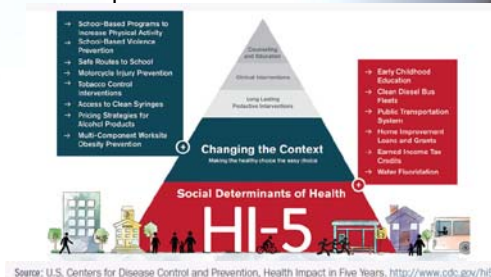 → School-Based Programs to
Increase Physical Activity
→ School-Based Violence
Prevention
→ Safe Routes to School
→ Motorcycle Injury Prevention
→ Tobacco Control
Interventions
→ Access to Clean Syringes
→ Pricing Strategies for
Alcohol Products
→ Multi-Component Worksite
Obesity Prevention
Counseling
and Education
Clinical Interventions
Long Lasting
Protective Interventions
Changing the Context
Making the healthy choice the easy choice
+
→ Early Childhood
Education
→ Clean Diesel Bus
Fleets
→ Public Transportation
System
→ Home Improvement
Loans and Grants
→ Earned Income Tax
Credits
→ Water Fluoridation
+
Social Determinants of Health
HI-5
Source: U.S. Centers for Disease Control and Prevention, Health Impact in Five Years, http://www.cdc.gov/hi5